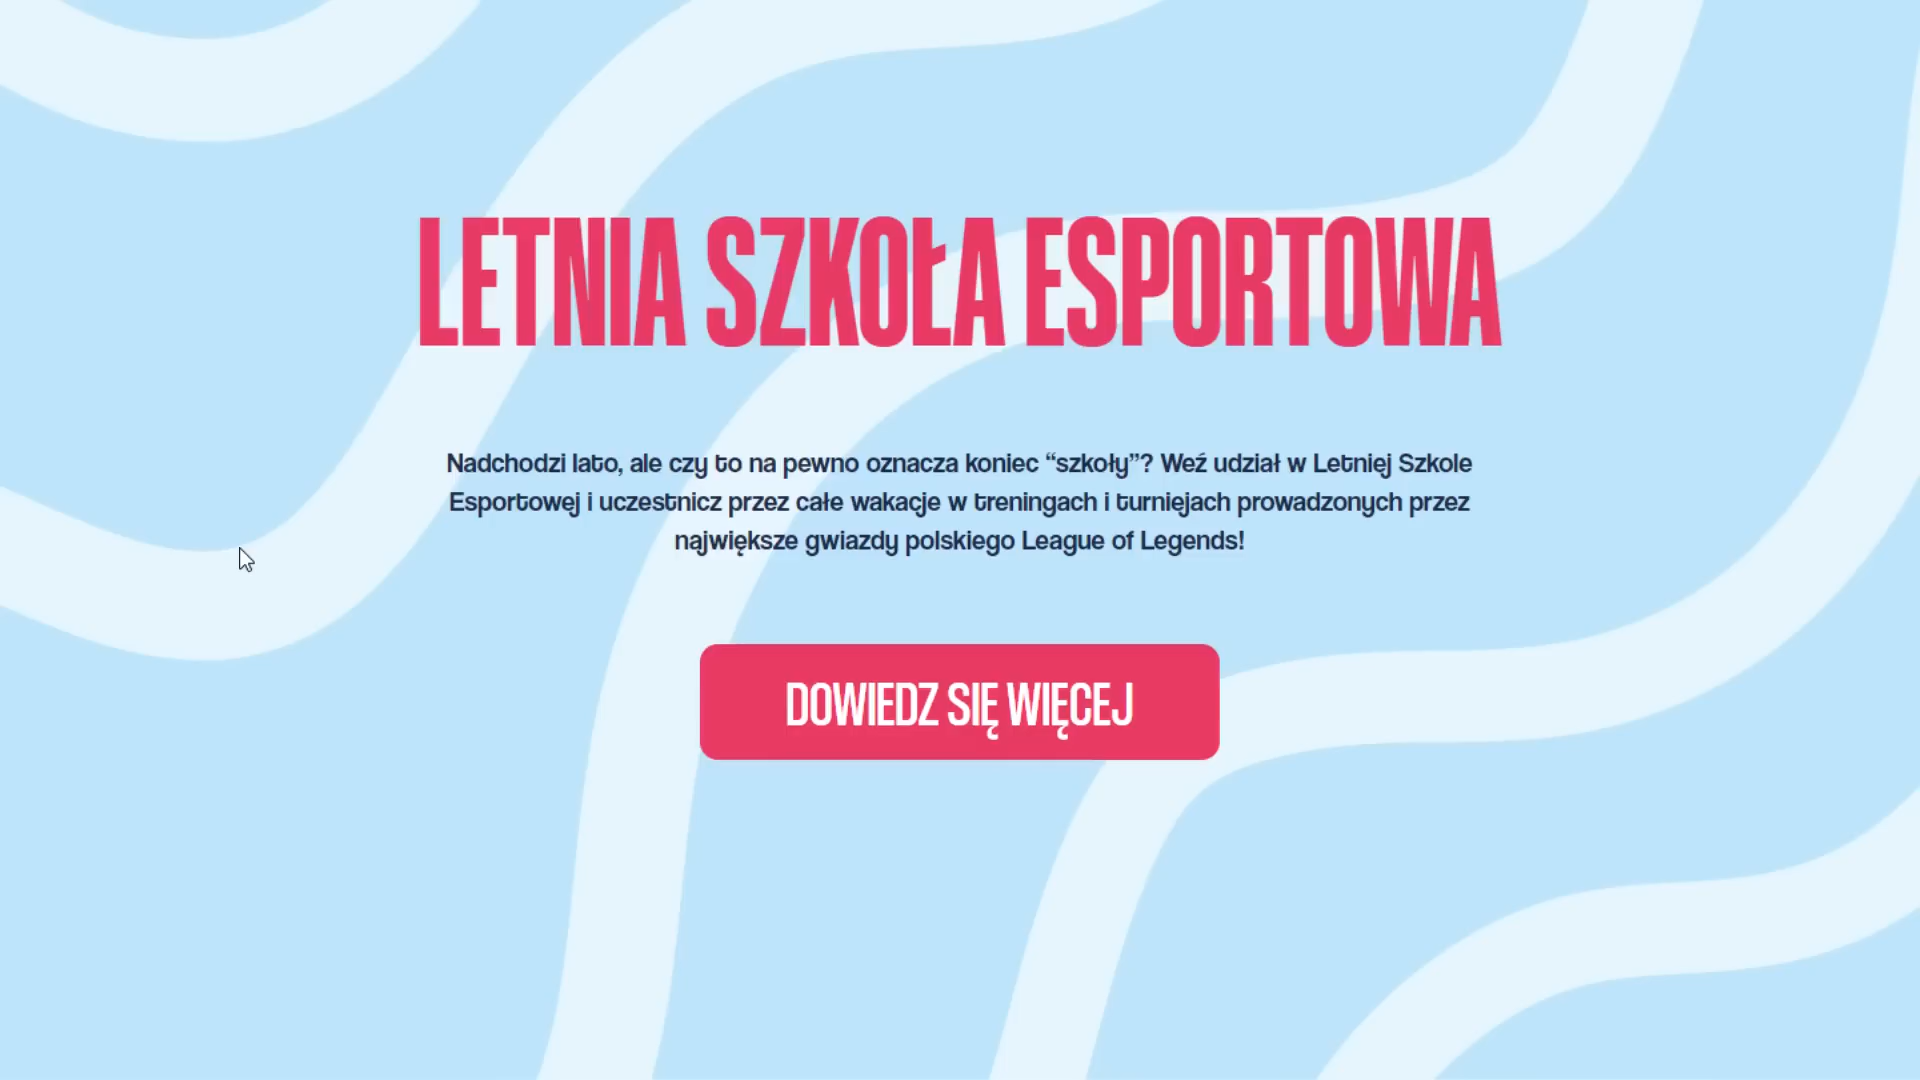 LETNIA SZKOŁA ESPORTOWA
Nadchodzi lato, ale czy to na pewno oznacza koniec “szkoły”? Weź udział w Letniej Szkole
Esportowej i uczestnicz przez całe wakacje w treningach i turniejach prowadzonych przez
największe gwiazdy polskiego League of Legends!
DOWIEDZ SIĘ WIĘCEJ